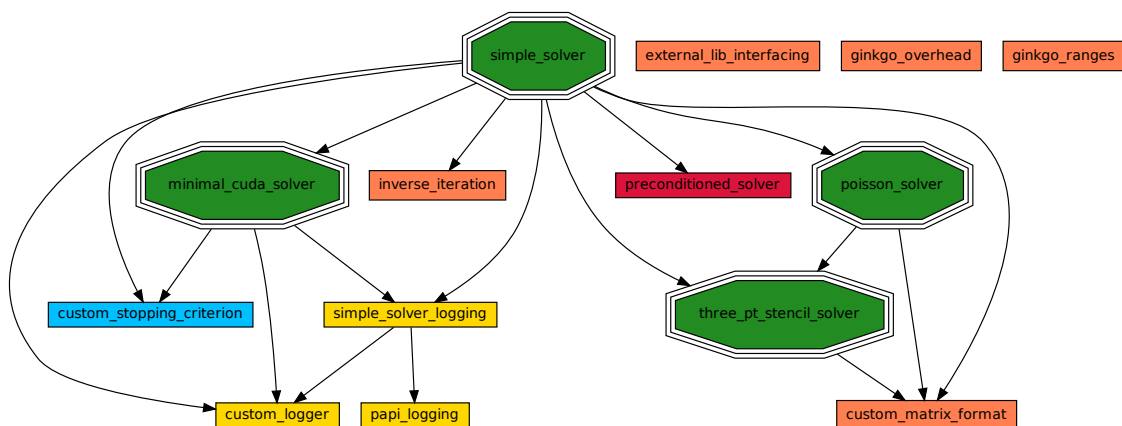 simple_solver
external_lib_interfacing
ginkgo_overhead
ginkgo_ranges
minimal_cuda_solver
inverse_iteration
preconditioned_solver
poisson_solver
custom_stopping_criterion
simple_solver_logging
three_pt_stencil_solver
custom_logger
papi_logging
custom_matrix_format